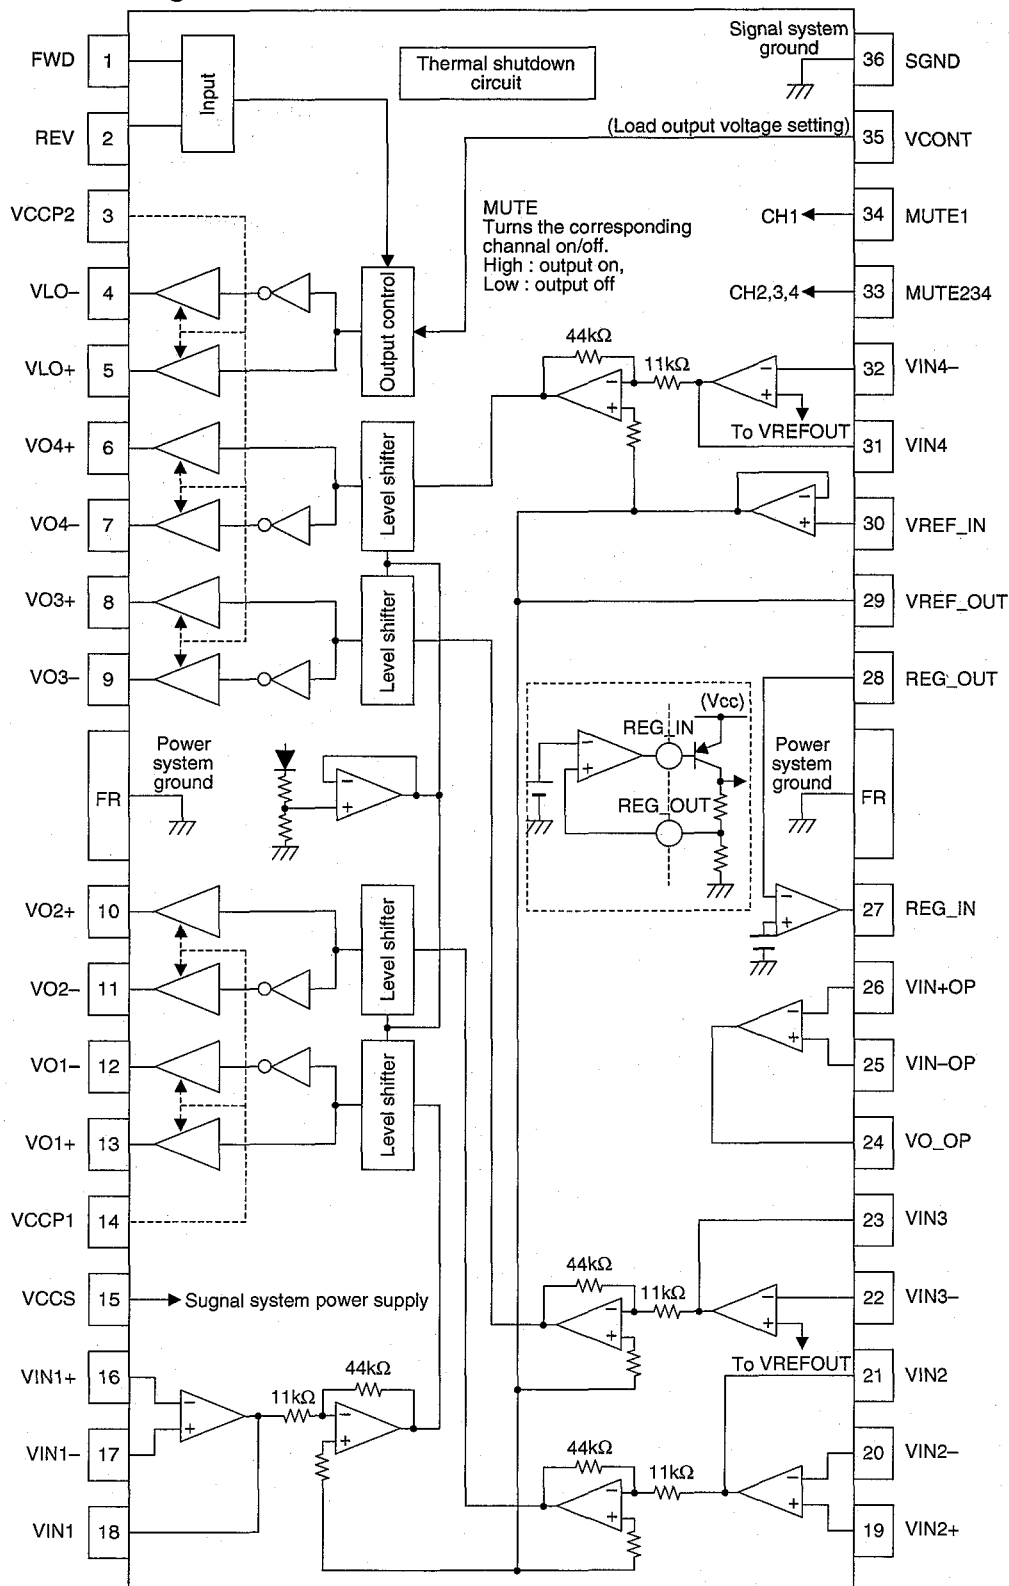 FWD 1
REV 2
VCCP2 3
VLO– 4
VLO+ 5
VO4+ 6
VO4– 7
VO3+ 8
VO3– 9
FR
Power
system
ground
VO2+ 10
VO2– 11
VO1– 12
VO1+ 13
VCCP1 14
VCCS 15
Sugnal system power supply
VIN1+ 16
VIN1– 17
VIN1 18
Input
Thermal shutdown
circuit
Signal system
ground
(Load output voltage setting)
MUTE
Turns the corresponding
channel on/off.
High : output on,
Low : output off
CH1
CH2,3,4
Output control
Level shifter
Level shifter
Level shifter
Level shifter
44kΩ
11kΩ
To VREFOUT
(Vcc)
REG_IN
REG_OUT
Power
system
ground
44kΩ
11kΩ
To VREFOUT
44kΩ
11kΩ
44kΩ
11kΩ
36 SGND
35 VCONT
34 MUTE1
33 MUTE234
32 VIN4–
31 VIN4
30 VREF_IN
29 VREF_OUT
28 REG_OUT
FR
27 REG_IN
26 VIN+OP
25 VIN–OP
24 VO_OP
23 VIN3
22 VIN3–
21 VIN2
20 VIN2–
19 VIN2+